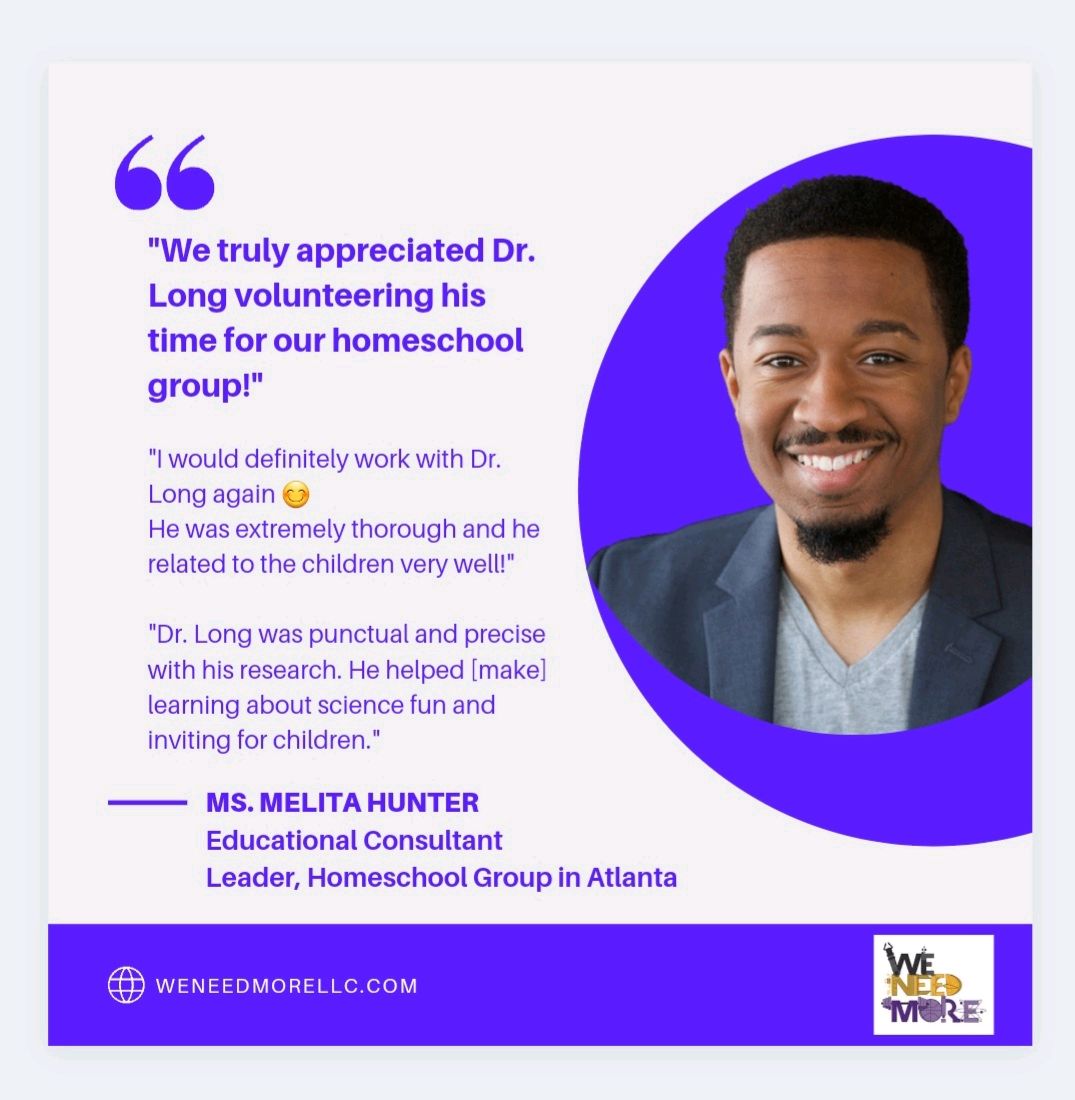 "We truly appreciated Dr.
Long volunteering his
time for our homeschool
group!"
"I would definitely work with Dr.
Long again 😊
He was extremely thorough and he
related to the children very well!"
"Dr. Long was punctual and precise
with his research. He helped [make]
learning about science fun and
inviting for children."
MS. MELITA HUNTER
Educational Consultant
Leader, Homeschool Group in Atlanta
WENEEDMORELLC.COM
WE
NEED
MORE